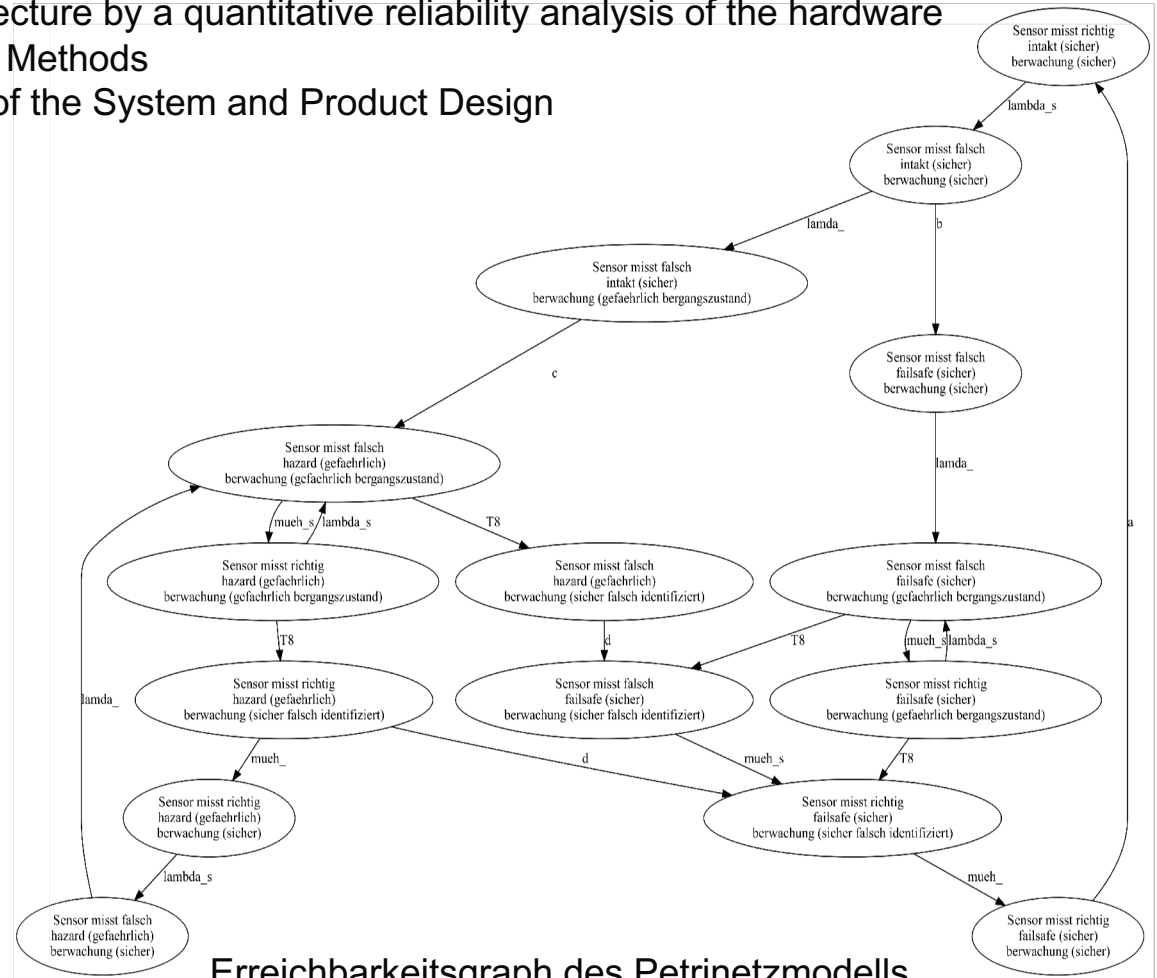 ecture by a quantitative reliability analysis of the hardware
Methods
of the System and Product Design
Sensor misst richtig
intakt (sicher)
berwachung (sicher)
lambda_s
Sensor misst falsch
intakt (sicher)
berwachung (sicher)
lamda_
b
Sensor misst falsch
intakt (sicher)
berwachung (gefaehrlich bergangszustand)
c
Sensor misst falsch
failsafe (sicher)
berwachung (sicher)
Sensor misst falsch
hazard (gefaehrlich)
berwachung (gefaehrlich bergangszustand)
lamda_
mueh_s
lambda_s
T8
a
Sensor misst richtig
hazard (gefaehrlich)
berwachung (gefaehrlich bergangszustand)
Sensor misst falsch
hazard (gefaehrlich)
berwachung (sicher falsch identifiziert)
Sensor misst falsch
failsafe (sicher)
berwachung (gefaehrlich bergangszustand)
T8
d
T8
mueh_s
lambda_s
lamda_
Sensor misst richtig
hazard (gefaehrlich)
berwachung (sicher falsch identifiziert)
Sensor misst falsch
failsafe (sicher)
berwachung (sicher falsch identifiziert)
Sensor misst richtig
failsafe (sicher)
berwachung (gefaehrlich bergangszustand)
mueh_
d
mueh_s
T8
Sensor misst richtig
hazard (gefaehrlich)
berwachung (sicher)
Sensor misst richtig
failsafe (sicher)
berwachung (sicher falsch identifiziert)
lambda_s
mueh_
Sensor misst falsch
hazard (gefaehrlich)
berwachung (sicher)
Sensor misst richtig
failsafe (sicher)
berwachung (sicher)
Erreichbarkeitsgraph des Petrinetzmodells